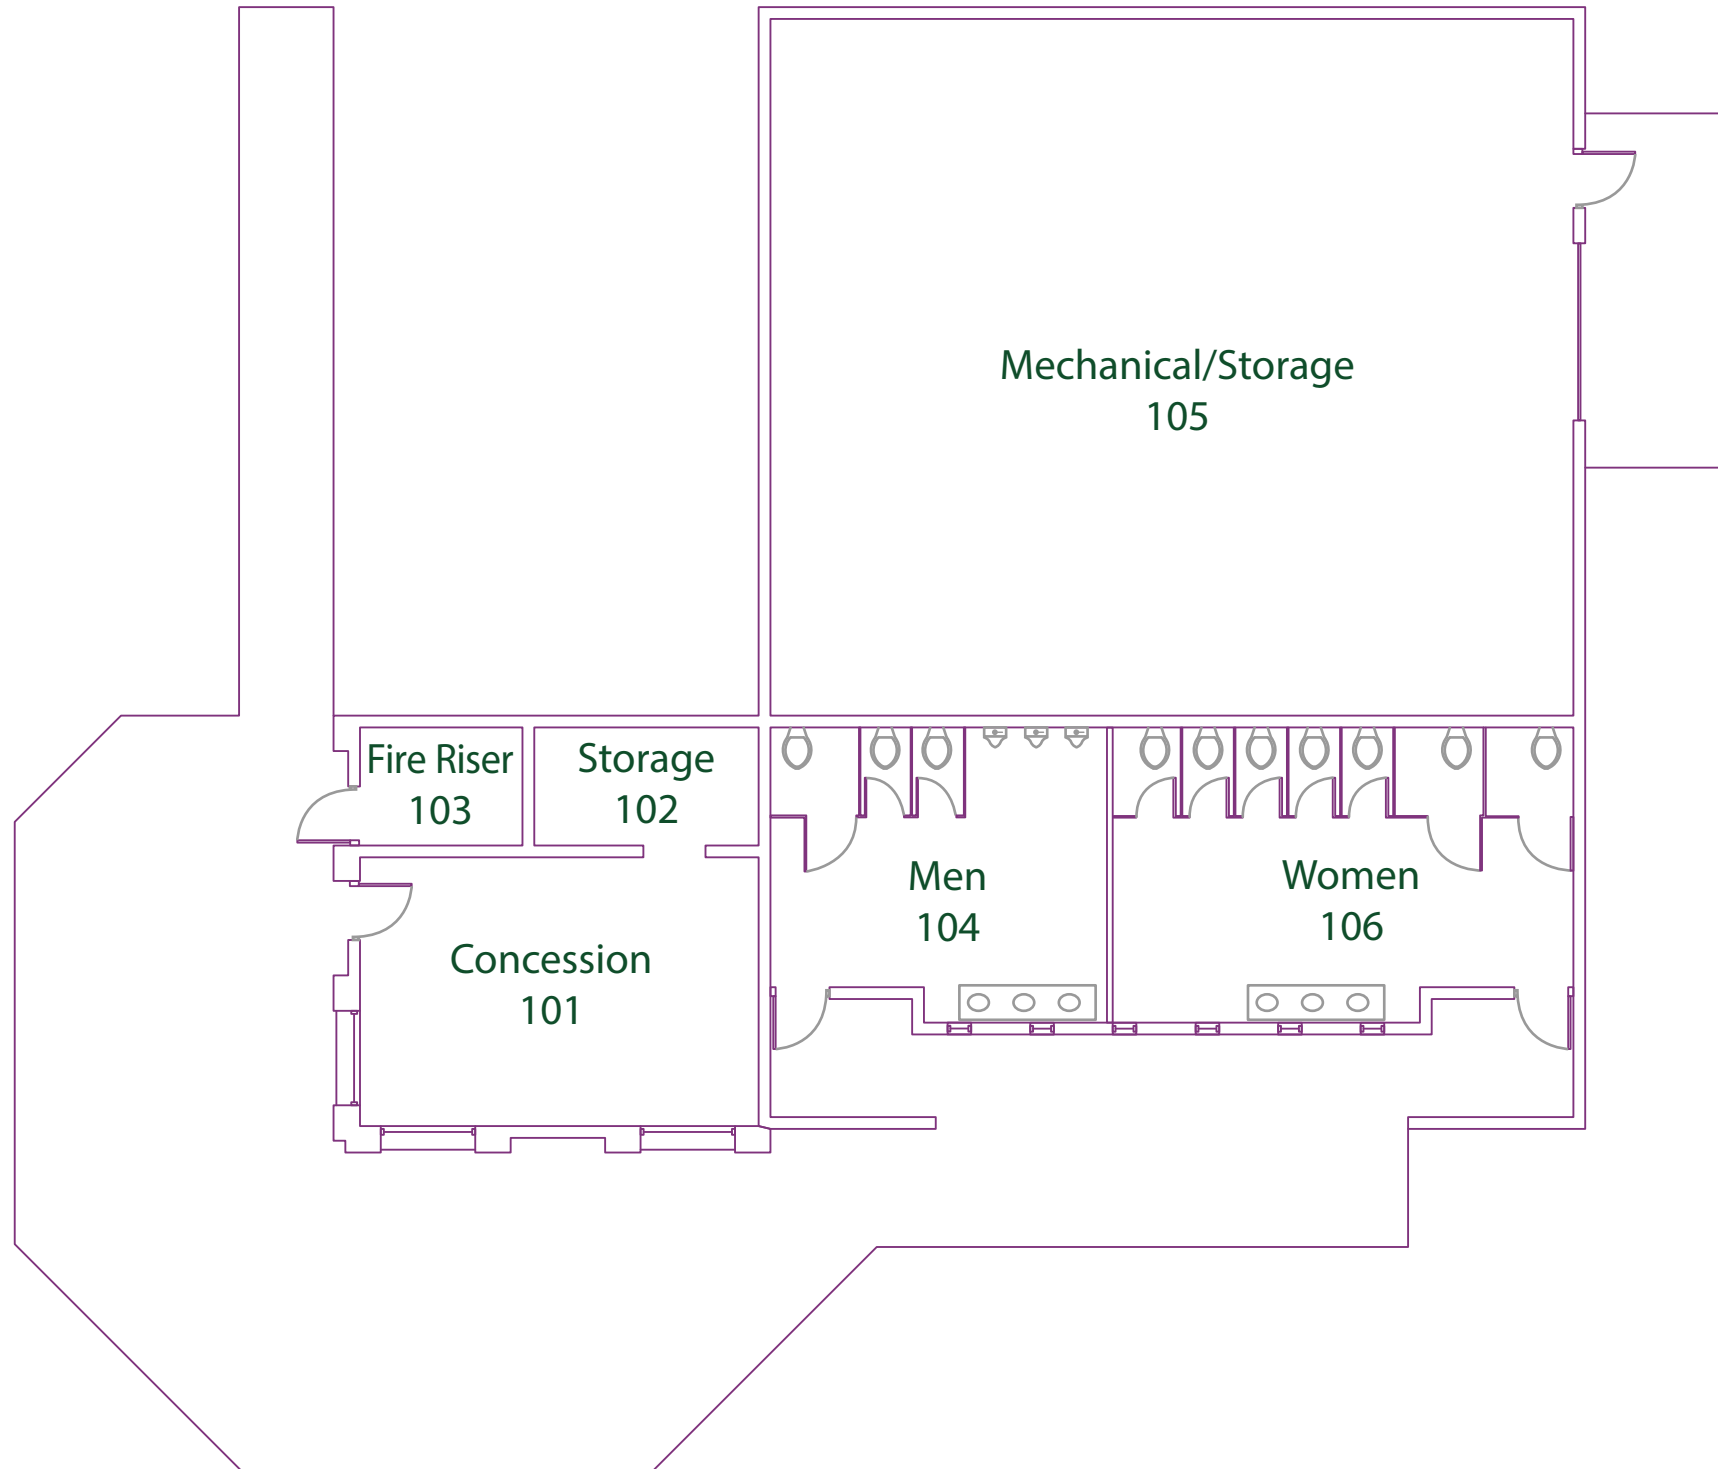 Mechanical/Storage
105
Fire Riser
103
Storage
102
Men
104
Women
106
Concession
101